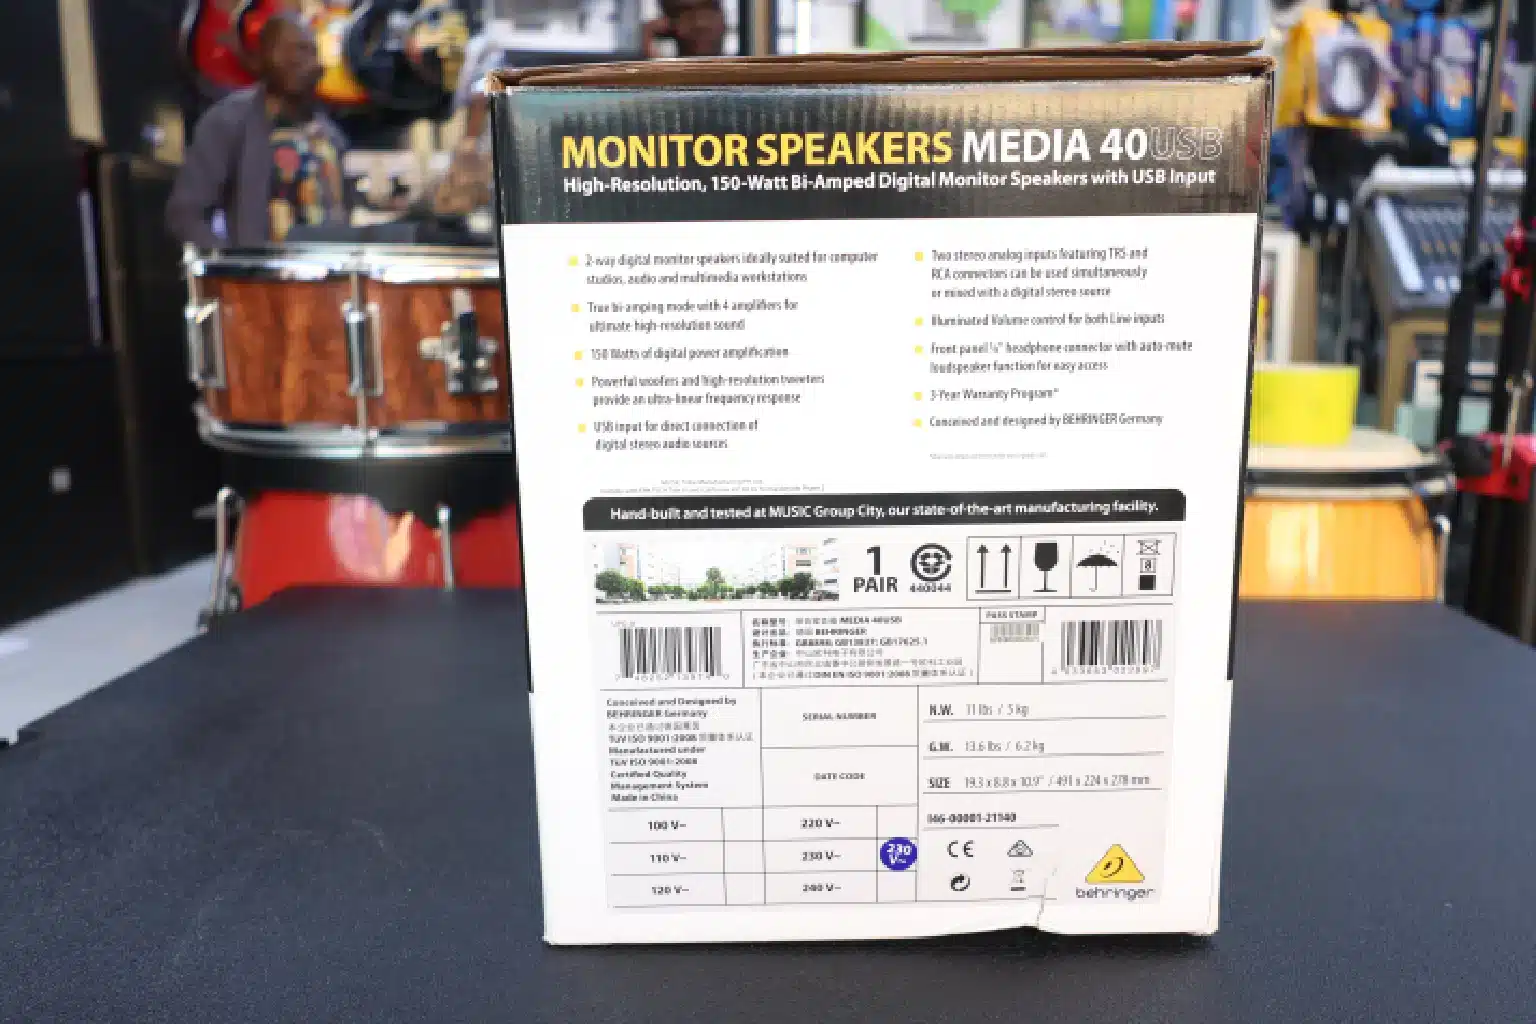 MONITOR SPEAKERS MEDIA 40USB
High-Resolution, 150-Watt Bi-Amped Digital Monitor Speakers with USB Input
2-way digital monitor speakers ideally suited for computer
studios, audio and multimedia workstations
True bi-amping mode with 4 amplifiers for
ultimate high-resolution sound
150 Watts of digital power amplification
Powerful woofers and high-resolution tweeters
provide an ultra-linear frequency response
USB input for direct connection of
digital stereo audio sources
Two stereo analog inputs featuring TRS and
RCA connectors can be used simultaneously
or mixed with a digital stereo source
Illuminated Volume control for both Line inputs
Front panel ¼" headphone connector with auto-mute
loudspeaker function for easy access
3-Year Warranty Program*
Conceived and designed by BEHRINGER Germany
Hand-built and tested at MUSIC Group City, our state-of-the-art manufacturing facility.
1
PAIR
440044
8
PASS STAMP
MEDIA 40USB
BEHRINGER
Conceived and Designed by
BEHRINGER Germany
TUV ISO 9001:2008
Manufactured under
TUV ISO 9001:2008
Certified Quality
Management System
Made in China
SERIAL NUMBER
DATE CODE
N.W. 11 lbs / 5 kg
G.W. 13.6 lbs / 6.2 kg
SIZE 19.3 x 8.8 x 10.9" / 491 x 224 x 278 mm
I46-00001-21140
100 V~ 220 V~
110 V~ 230 V~
230 V~
120 V~ 240 V~
CE
behringer